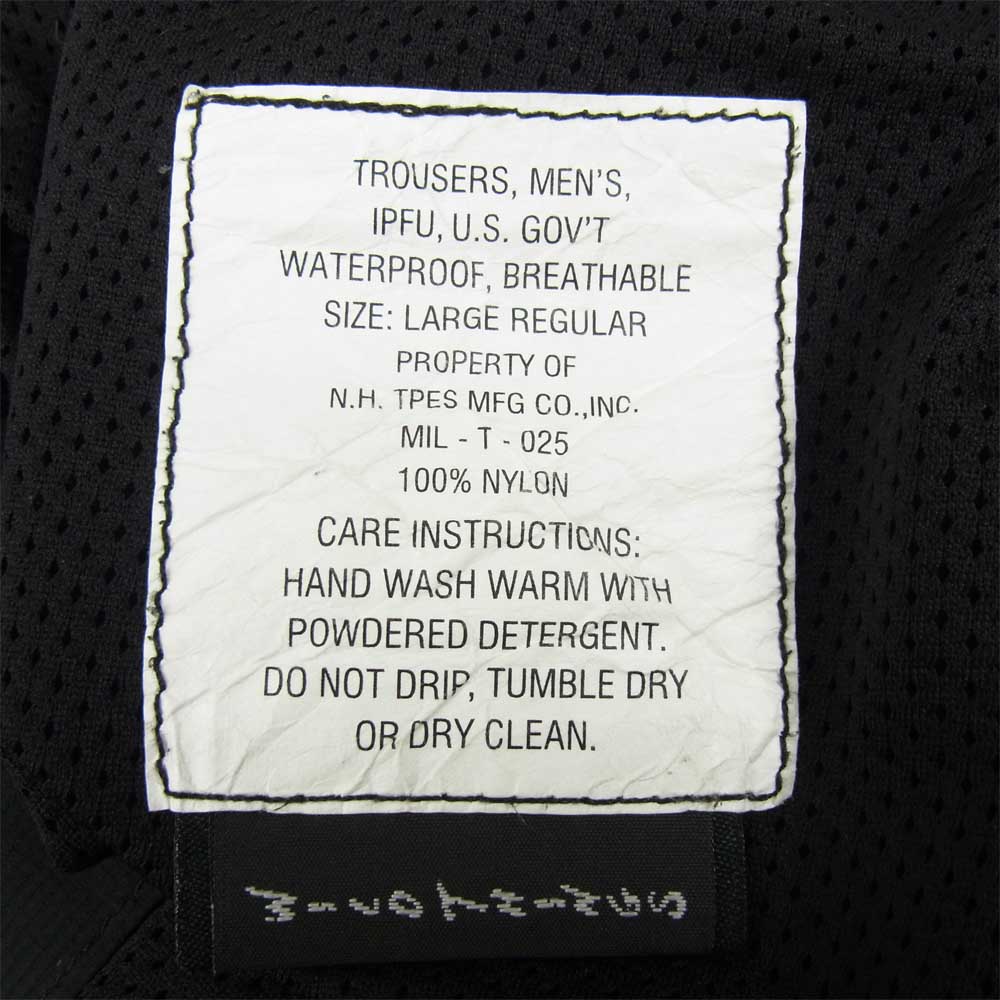 TROUSERS, MEN'S,
IPFU, U.S. GOV'T
WATERPROOF, BREATHABLE
SIZE: LARGE REGULAR
PROPERTY OF
N.H. TPES MFG CO.,INC.
MIL - T - 025
100% NYLON
CARE INSTRUCTIONS:
HAND WASH WARM WITH
POWDERED DETERGENT.
DO NOT DRIP, TUMBLE DRY
OR DRY CLEAN.